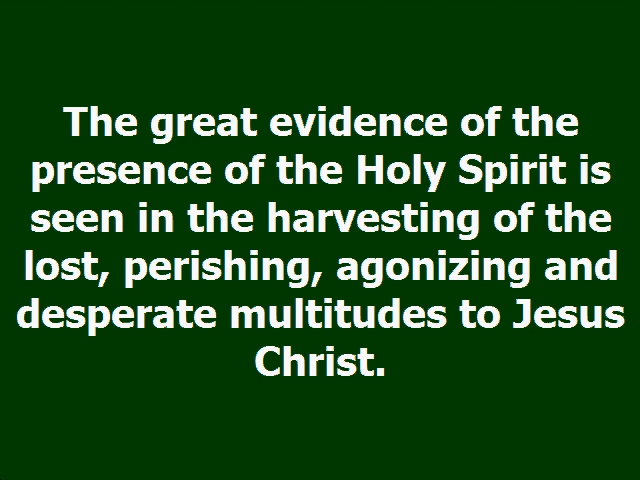 The great evidence of the
presence of the Holy Spirit is
seen in the harvesting of the
lost, perishing, agonizing and
desperate multitudes to Jesus
Christ.